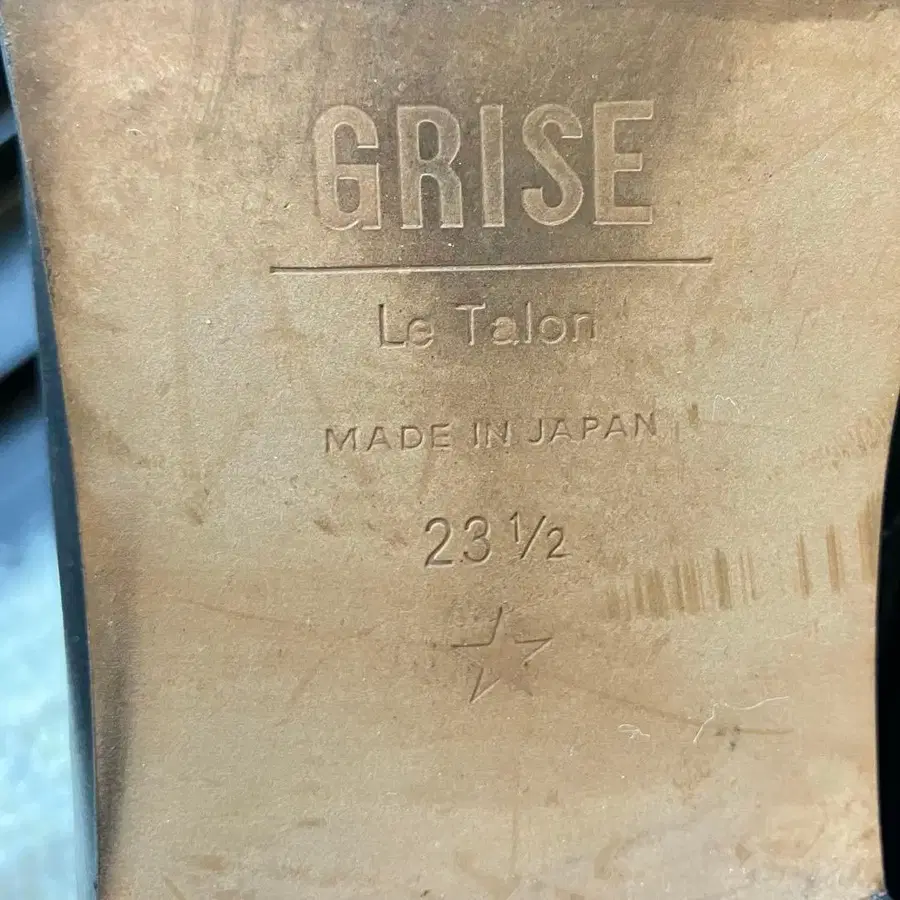 GRISE
Le Talon
MADE IN JAPAN
23 ½